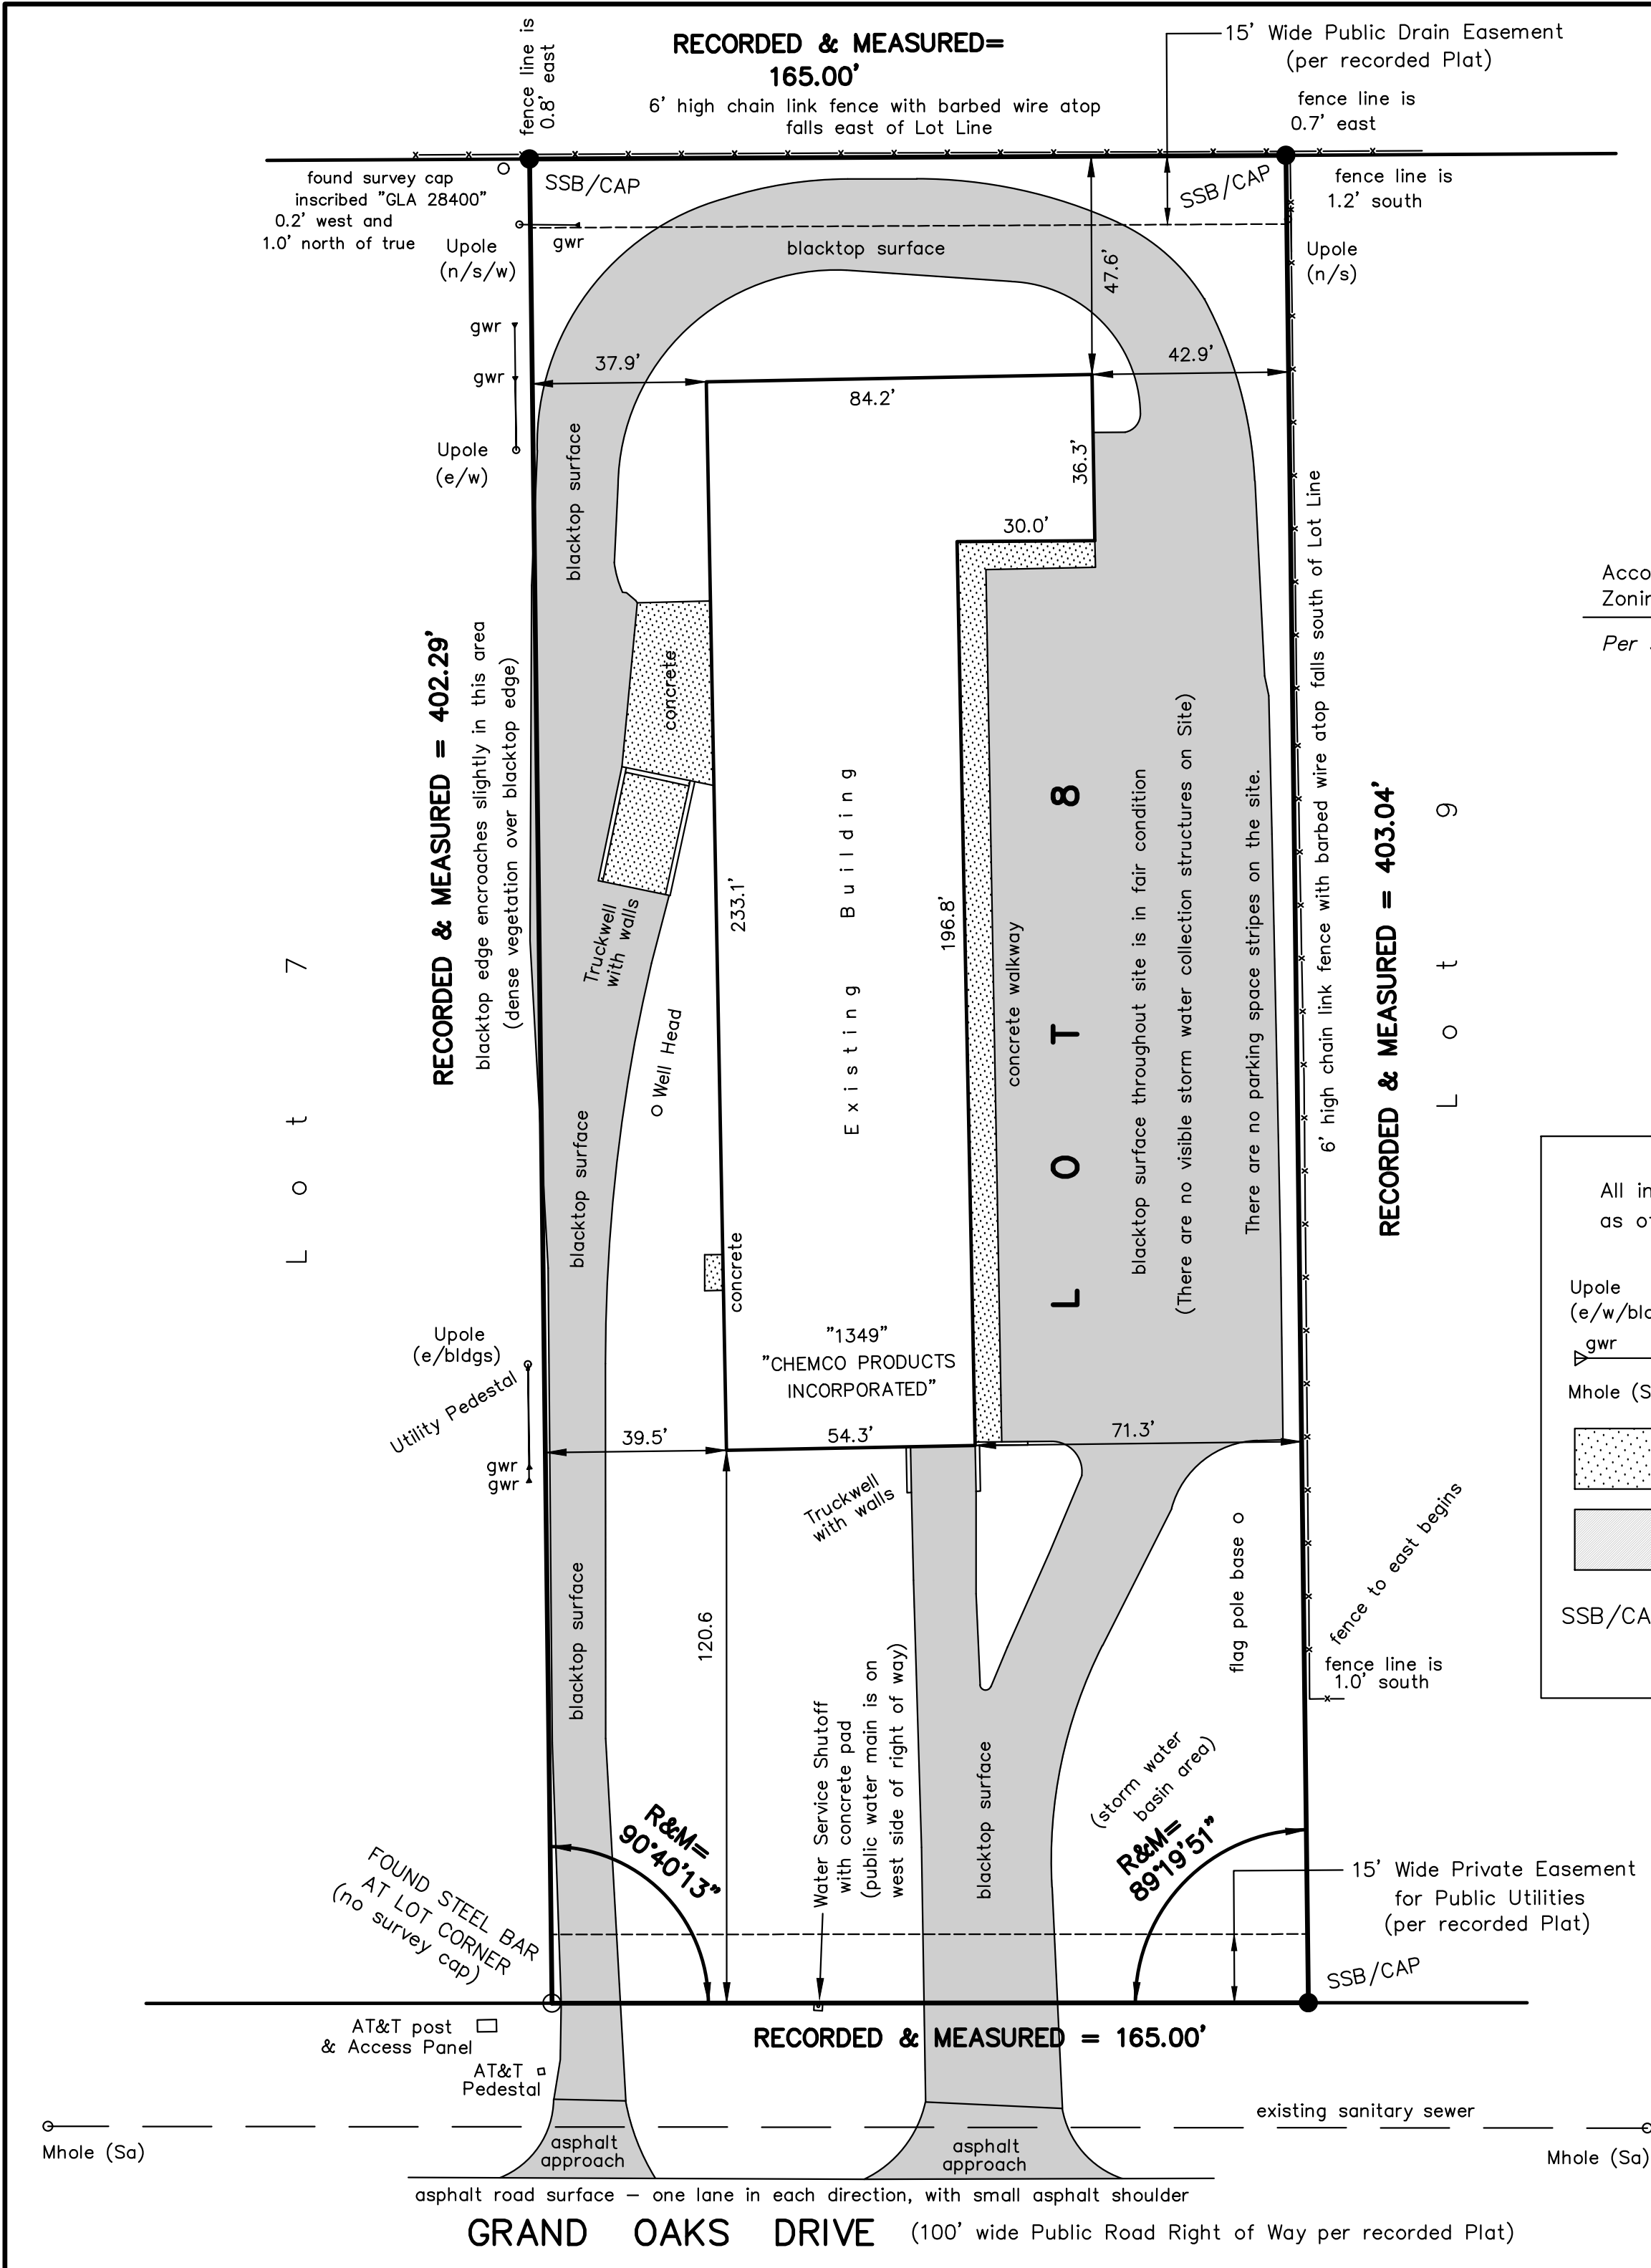 fence line is
0.8' east
RECORDED & MEASURED=
165.00'
6' high chain link fence with barbed wire atop
falls east of Lot Line
15' Wide Public Drain Easement
(per recorded Plat)
fence line is
0.7' east
found survey cap
inscribed "GLA 28400"
0.2' west and
1.0' north of true
SSB/CAP
SSB/CAP
fence line is
1.2' south
Upole
(n/s/w)
gwr
blacktop surface
47.6'
Upole
(n/s)
gwr
gwr
37.9'
42.9'
84.2'
Upole
(e/w)
blacktop surface
36.3'
30.0'
RECORDED & MEASURED = 402.29'
blacktop edge encroaches slightly in this area
(dense vegetation over blacktop edge)
concrete
Truckwell
with walls
233.1'
Existing Building
196.8'
concrete walkway
LOT 8
blacktop surface throughout site is in fair condition
(There are no visible storm water collection structures on Site)
There are no parking space stripes on the site.
6' high chain link fence with barbed wire atop falls south of Lot Line
RECORDED & MEASURED = 403.04'
Lot 7
Lot 9
Acco
Zonin
Per
Well Head
blacktop surface
concrete
All in
as of
Upole
(e/w/bld
gwr
Mhole (S
SSB/CA
"1349"
"CHEMCO PRODUCTS
INCORPORATED"
Upole
(e/bldgs)
Utility Pedestal
gwr
gwr
39.5'
54.3'
71.3'
Truckwell
with walls
blacktop surface
120.6
flag pole base
fence to east begins
fence line is
1.0' south
Water Service Shutoff
with concrete pad
(public water main is on
west side of right of way)
blacktop surface
(storm water
basin area)
R&M=
90°40'13"
R&M=
89°19'51"
FOUND STEEL BAR
AT LOT CORNER
(no survey cap)
15' Wide Private Easement
for Public Utilities
(per recorded Plat)
SSB/CAP
AT&T post
& Access Panel
RECORDED & MEASURED = 165.00'
AT&T
Pedestal
existing sanitary sewer
Mhole (Sa)
Mhole (Sa)
asphalt
approach
asphalt
approach
asphalt road surface – one lane in each direction, with small asphalt shoulder
GRAND OAKS DRIVE (100' wide Public Road Right of Way per recorded Plat)